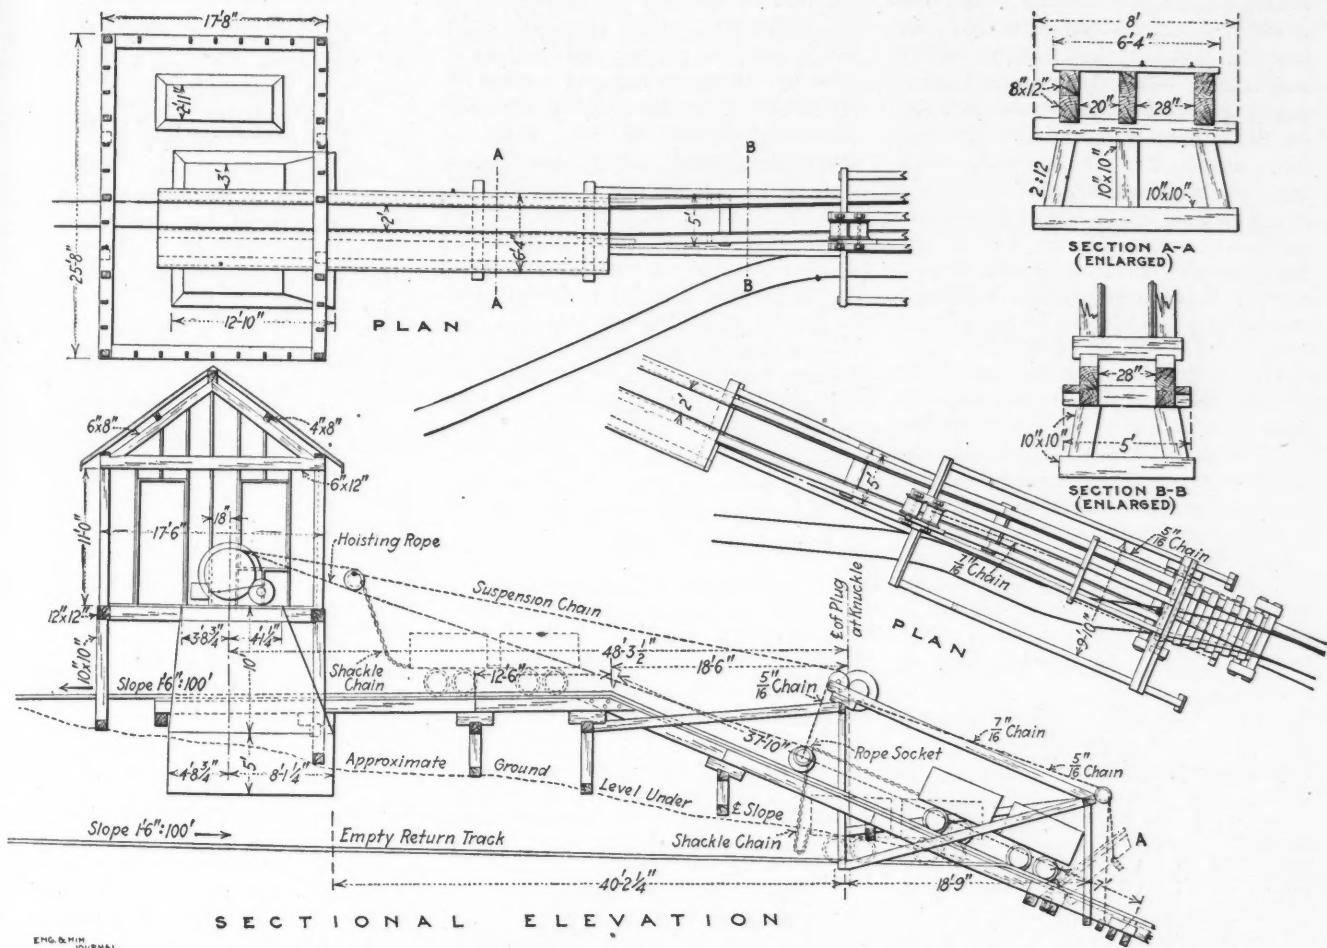 17'-8"
25'-8"
2'-11¼"
3'
2'
A
B
6'-4"
5'
A
B
12'-10"
PLAN
8'
6'-4"
8"x12"
20"
28"
2:12
10"x10"
10"x10"
SECTION A-A
(ENLARGED)
28"
10"x10"
5'
SECTION B-B
(ENLARGED)
6"x8"
4"x8"
6"x12"
11'-0"
17'-6"
18"
Hoisting Rope
Suspension Chain
12"x12"
10"x10"
3'-8¾"
4'-1¼"
10'
Shackle
Chain
48'-3½"
18'-6"
12'-6"
Slope 1'-6":100'
4'-8¾"
8'-1¼"
5'
Approximate Ground
Level Under ℄ Slope
37'-10"
Rope Socket
Shackle
Chain
℄ of Plug
at Knuckle
5/16" Chain
7/16" Chain
5/16" Chain
A
2'
5'
7/16" Chain
5/16" Chain
9'-10"
PLAN
Slope 1'-6":100'
Empty Return Track
40'-2¼"
18'-9"
SECTIONAL ELEVATION
ENG. & MIN
JOURNAL